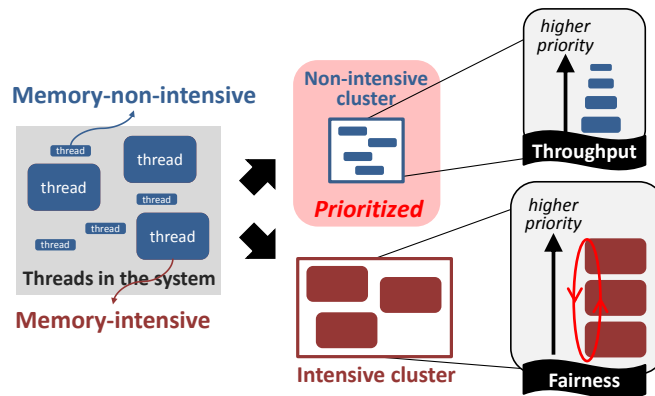 Memory-non-intensive
thread
thread
thread
thread
thread
thread
thread
Threads in the system
Memory-intensive
Non-intensive
cluster
Prioritized
Intensive cluster
higher
priority
Throughput
higher
priority
Fairness